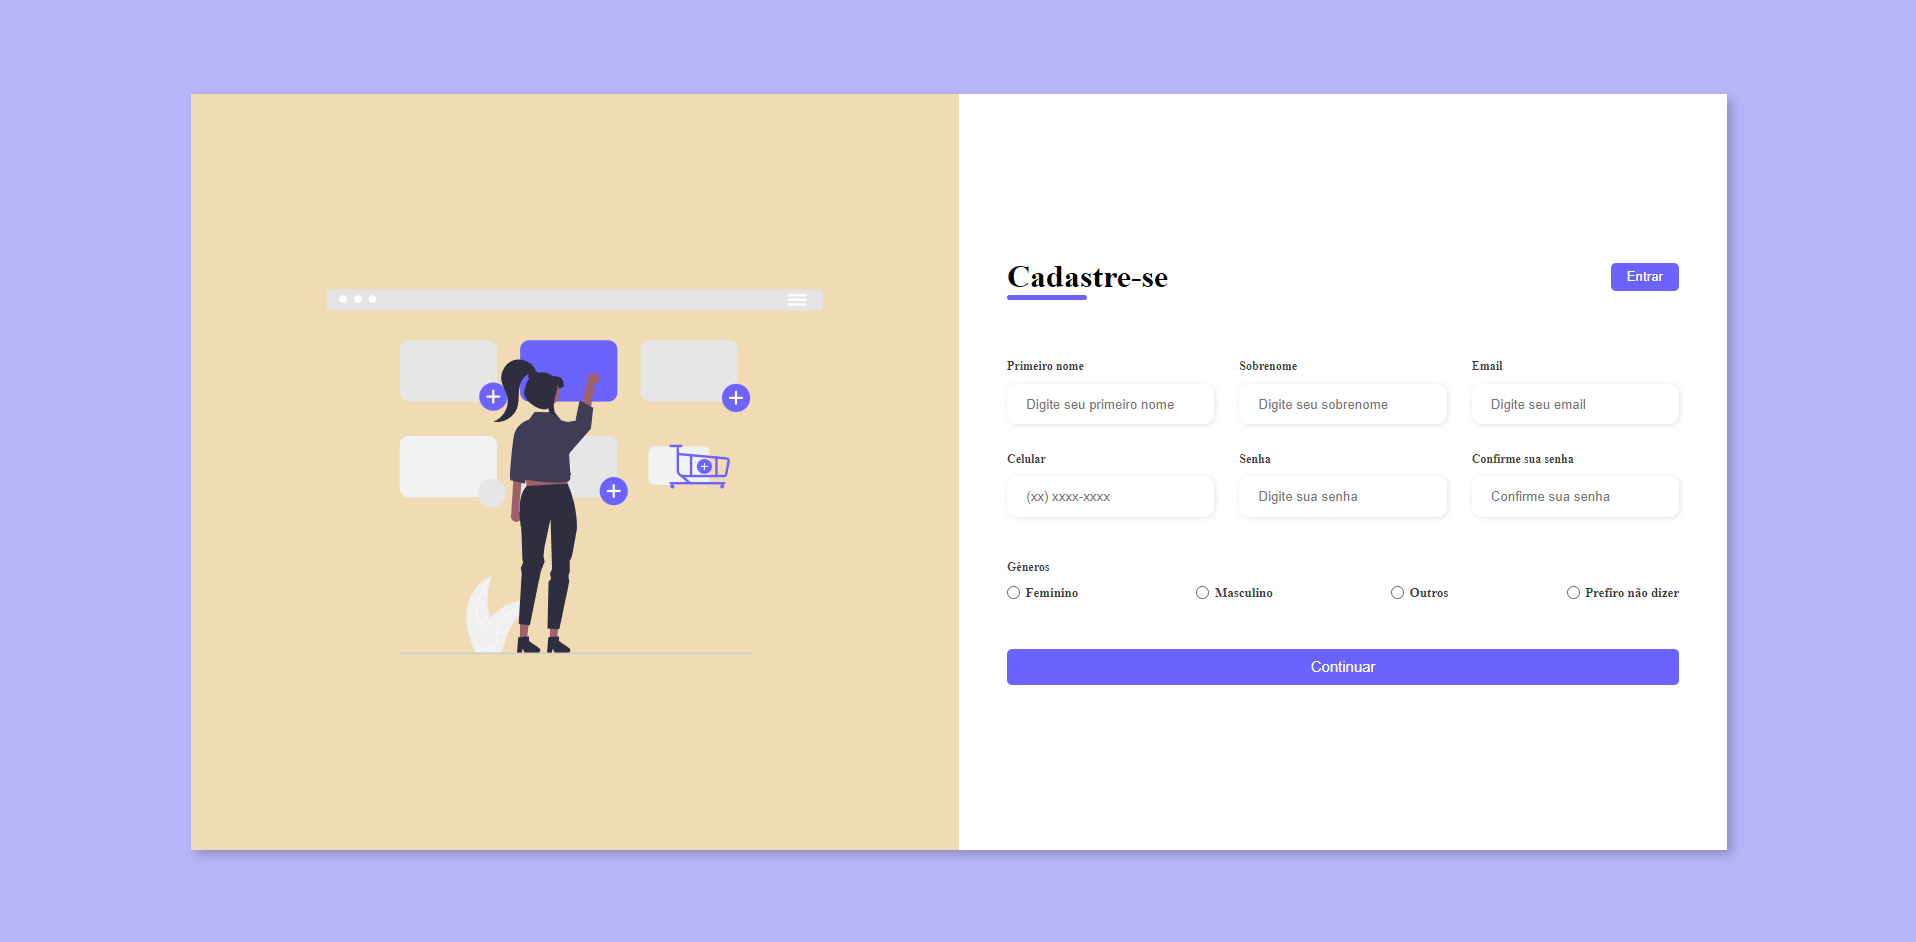 Cadastre-se
Entrar
Primeiro nome
Sobrenome
Email
Digite seu primeiro nome
Digite seu sobrenome
Digite seu email
Celular
Senha
Confirme sua senha
(xx) xxxx-xxxx
Digite sua senha
Confirme sua senha
Gêneros
Feminino
Masculino
Outros
Prefiro não dizer
Continuar